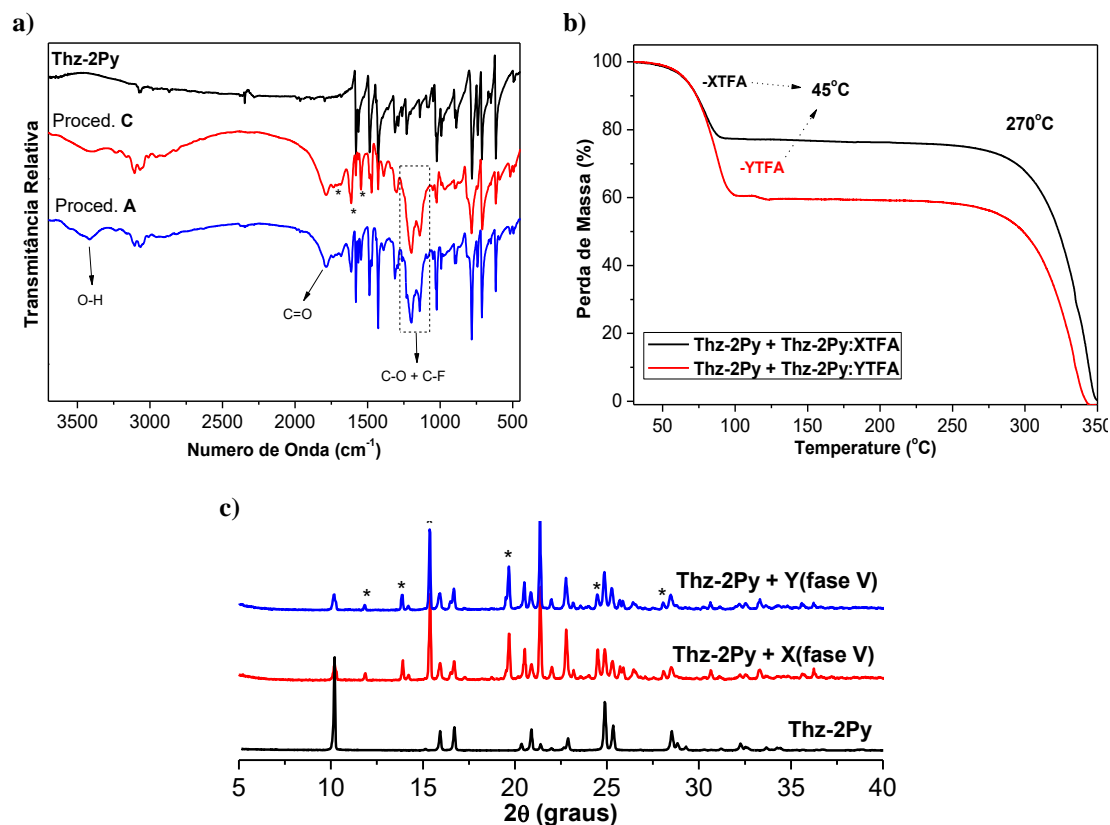 a)
Thz-2Py
Proced. C
*
*
*
Proced. A
O-H
C=O
C-O + C-F
Transmitância Relativa
3500 3000 2500 2000 1500 1000 500
Numero de Onda (cm-1)
b)
-XTFA
45°C
270°C
-YTFA
Thz-2Py + Thz-2Py:XTFA
Thz-2Py + Thz-2Py:YTFA
Perda de Massa (%)
100
80
60
40
20
0
50 100 150 200 250 300 350
Temperature (°C)
c)
* * * * * *
Thz-2Py + Y(fase V)
Thz-2Py + X(fase V)
Thz-2Py
5 10 15 20 25 30 35 40
2θ (graus)